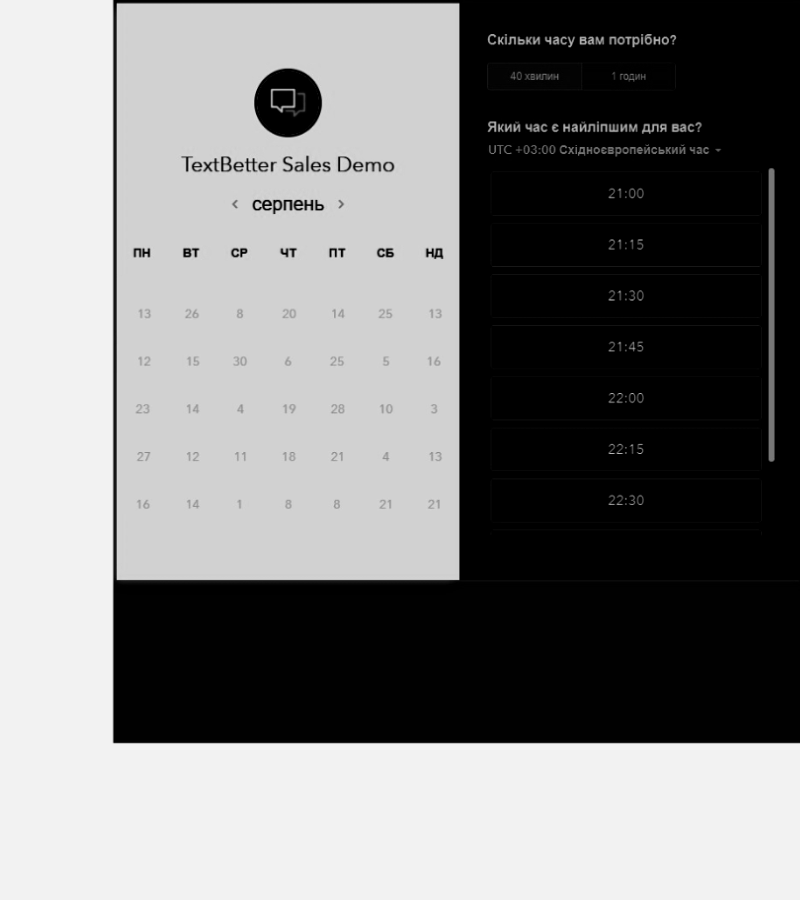 TextBetter Sales Demo
серпень
ПН ВТ СР ЧТ ПТ СБ НД
13 26 8 20 14 25 13
12 15 30 6 25 5 16
23 14 4 19 28 10 3
27 12 11 18 21 4 13
16 14 1 8 8 21 21
Скільки часу вам потрібно?
40 хвилин 1 годин
Який час є найліпшим для вас?
UTC +03:00 Східноєвропейський час
21:00
21:15
21:30
21:45
22:00
22:15
22:30